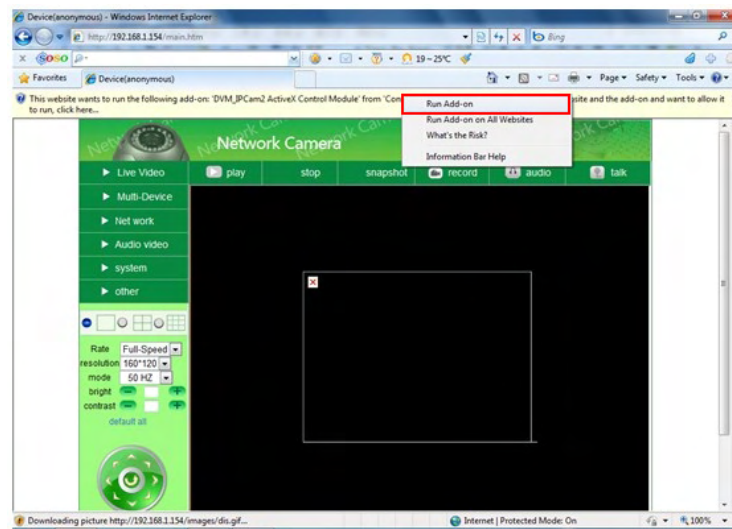 Device(anonymous) - Windows Internet Explorer
http://192.168.1.154/main.htm
Bing
SOSO
19~25℃
Favorites
Device(anonymous)
Page
Safety
Tools
This website wants to run the following add-on: 'DVM_IPCam2 ActiveX Control Module' from 'Con
site and the add-on and want to allow it
to run, click here...
Run Add-on
Run Add-on on All Websites
What's the Risk?
Information Bar Help
Network Camera
Live Video
play
stop
snapshot
record
audio
talk
Multi-Device
Net work
Audio video
system
other
Rate Full-Speed
resolution 160*120
mode 50 HZ
bright
contrast
default all
Downloading picture http://192.168.1.154/images/dis.gif...
Internet | Protected Mode: On
100%